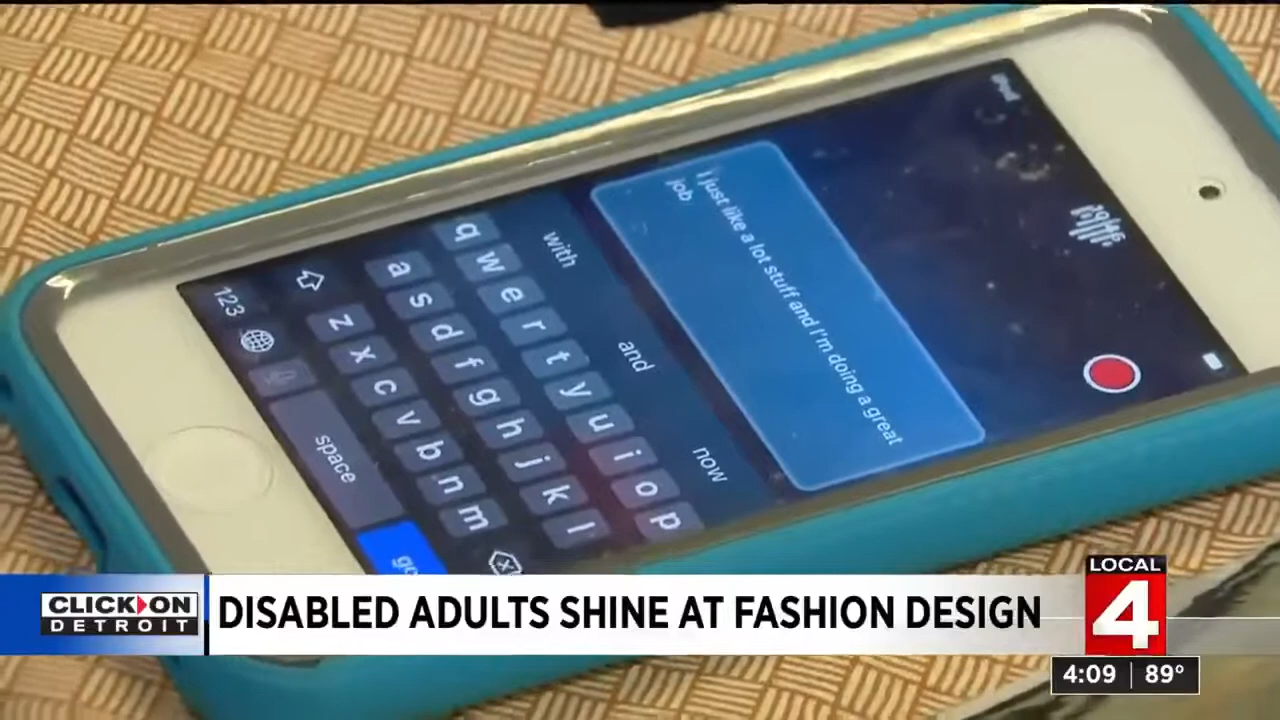 I just like a lot stuff and I'm doing a great
job
with and now
q w e r t y u i o p
a s d f g h j k l
z x c v b n m
123 space go
CLICK ON
DETROIT
DISABLED ADULTS SHINE AT FASHION DESIGN
LOCAL
4
4:09 89°